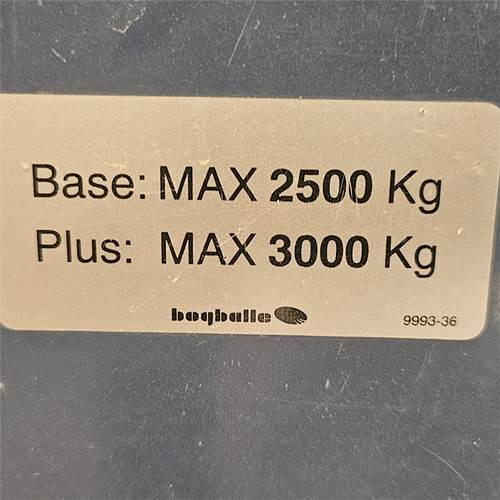 Base: MAX 2500 Kg
Plus: MAX 3000 Kg
bogballe
9993-36